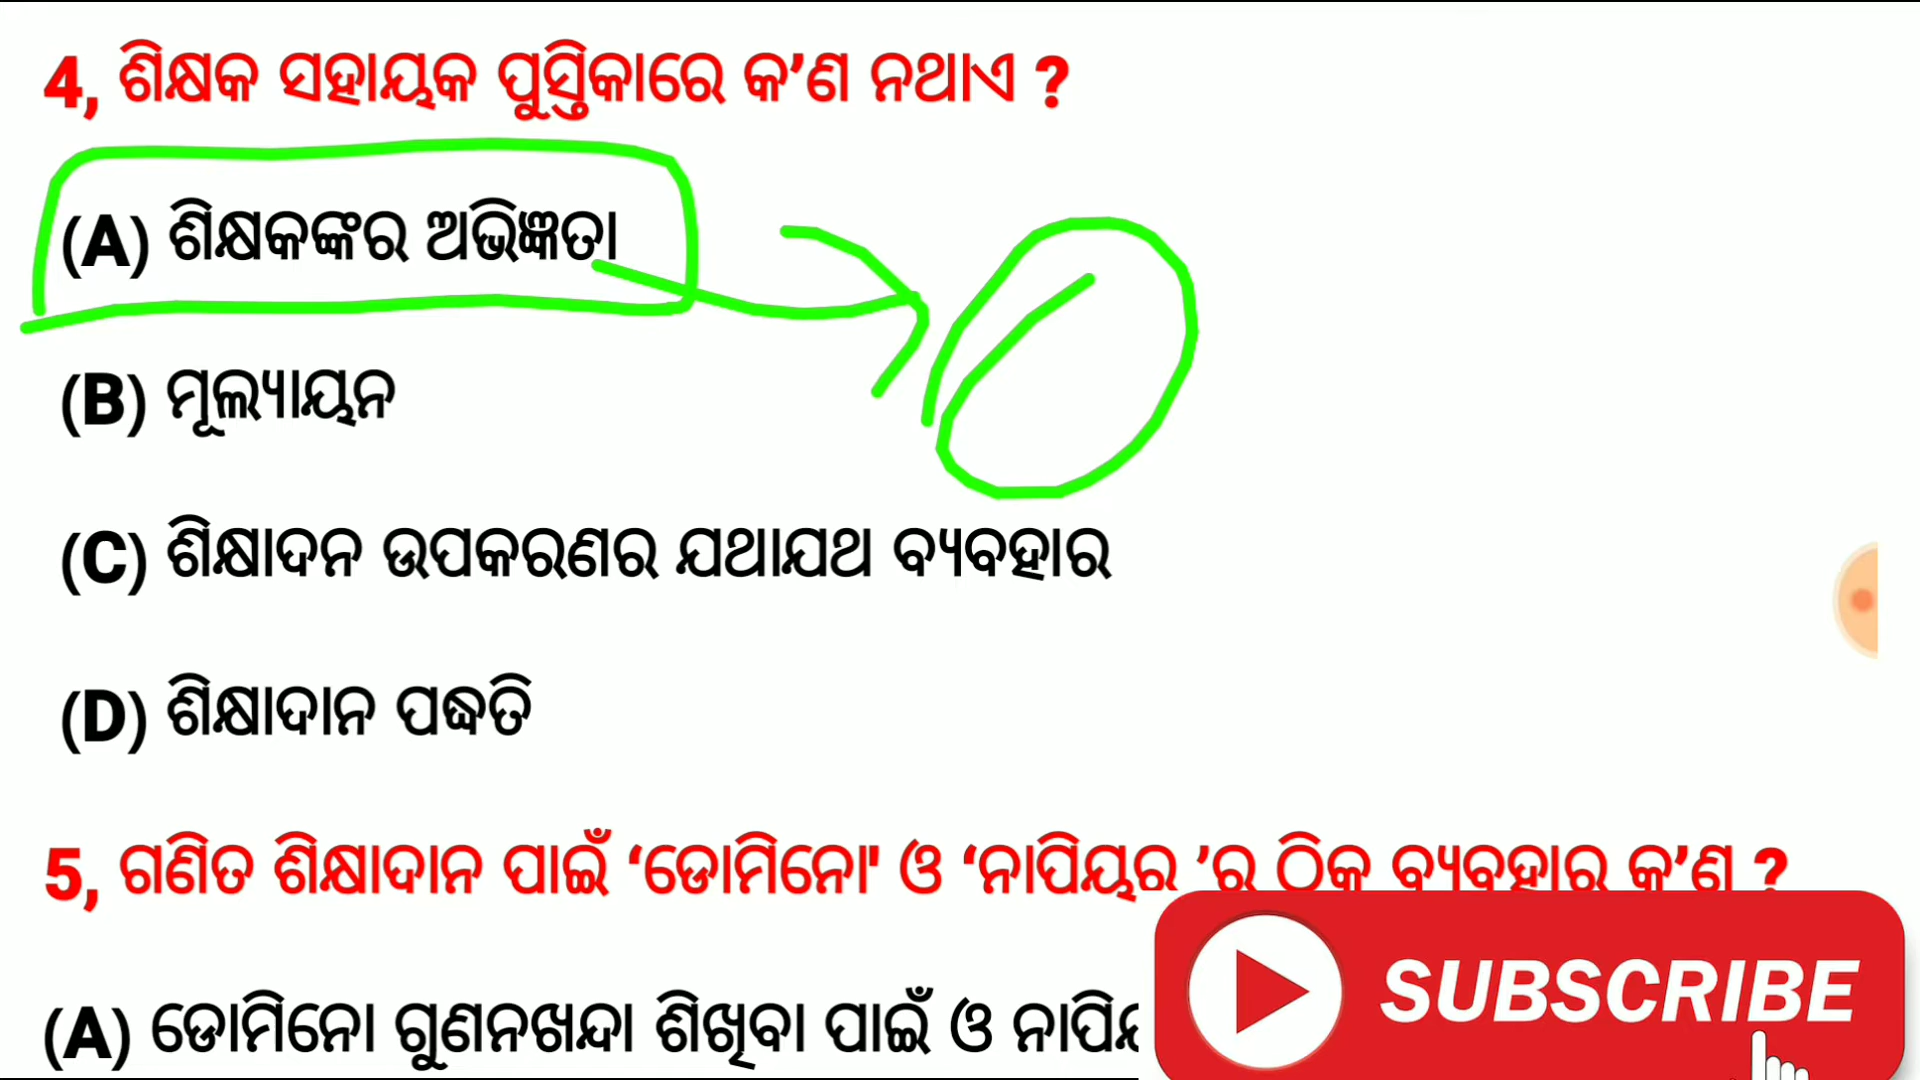 4, ଶିକ୍ଷକ ସହାୟକ ପୁସ୍ତିକାରେ କ’ଣ ନଥାଏ ?
(A) ଶିକ୍ଷକଙ୍କର ଅଭିଜ୍ଞତା
(B) ମୂଲ୍ୟାୟନ
(C) ଶିକ୍ଷାଦନ ଉପକରଣର ଯଥାଯଥ ବ୍ୟବହାର
(D) ଶିକ୍ଷାଦାନ ପଦ୍ଧତି
5, ଗଣିତ ଶିକ୍ଷାଦାନ ପାଇଁ ‘ଡୋମିନୋ' ଓ ‘ନାପିୟର ’ର ଠିକ ବ୍ୟବହାର କ’ଣ ?
(A) ଡୋମିନୋ ଗୁଣନଖନ୍ଦା ଶିଖିବା ପାଇଁ ଓ
SUBSCRIBE